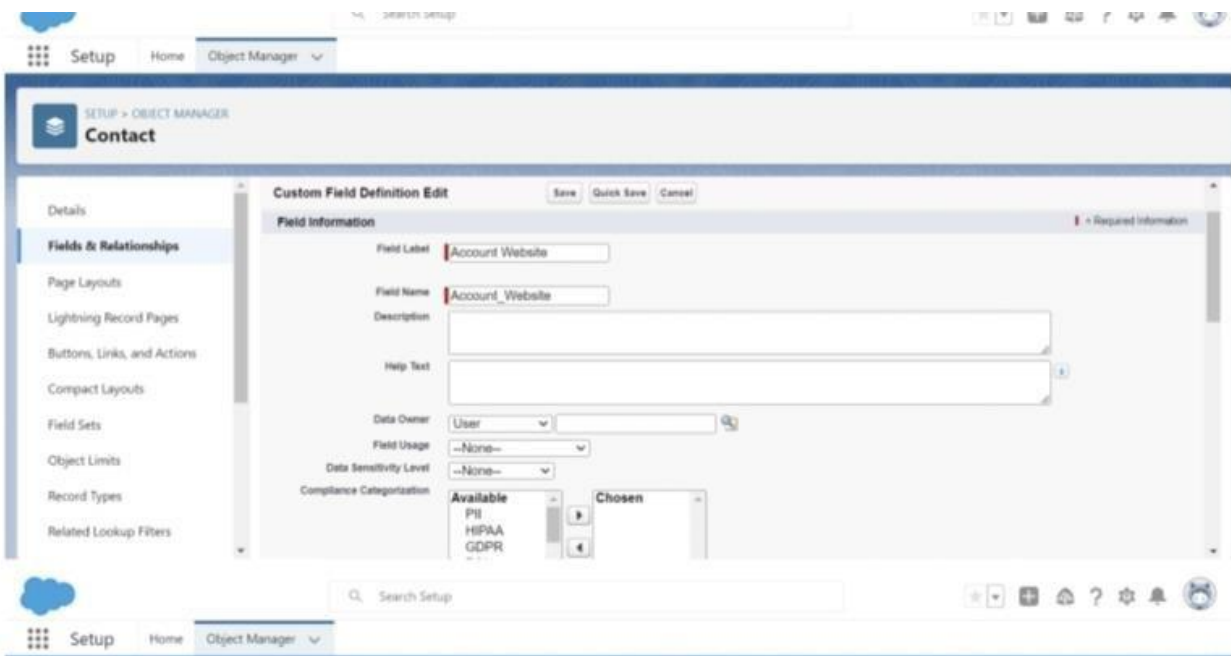 Search Setup
Setup Home Object Manager
SETUP > OBJECT MANAGER
Contact
Details
Fields & Relationships
Page Layouts
Lightning Record Pages
Buttons, Links, and Actions
Compact Layouts
Field Sets
Object Limits
Record Types
Related Lookup Filters
Custom Field Definition Edit Save Quick Save Cancel
Field Information = Required Information
Field Label Account Website
Field Name Account_Website
Description
Help Text
Data Owner User
Field Usage --None--
Data Sensitivity Level --None--
Compliance Categorization Available Chosen
PII
HIPAA
GDPR
Search Setup
Setup Home Object Manager